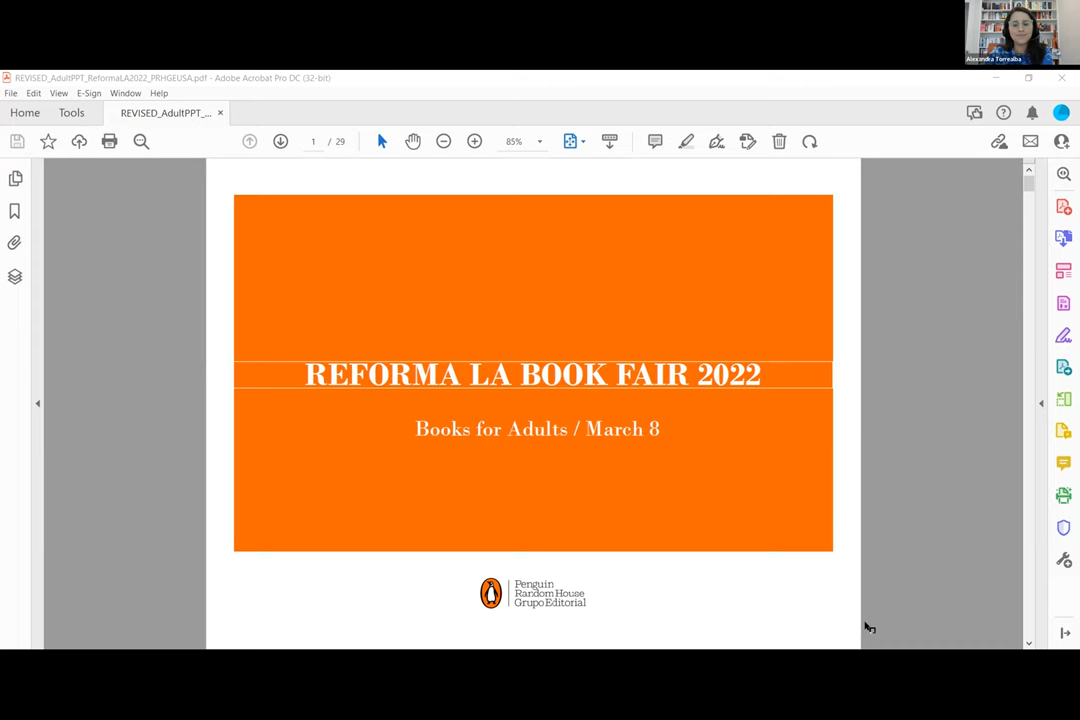 Alexandra Torrealba
REVISED_AdultPPT_ReformaLA2022_PRHGEUSA.pdf - Adobe Acrobat Pro DC (32-bit)
File Edit View E-Sign Window Help
Home Tools REVISED_AdultPPT_... ×
1 / 29 85%
REFORMA LA BOOK FAIR 2022
Books for Adults / March 8
Penguin
Random House
Grupo Editorial